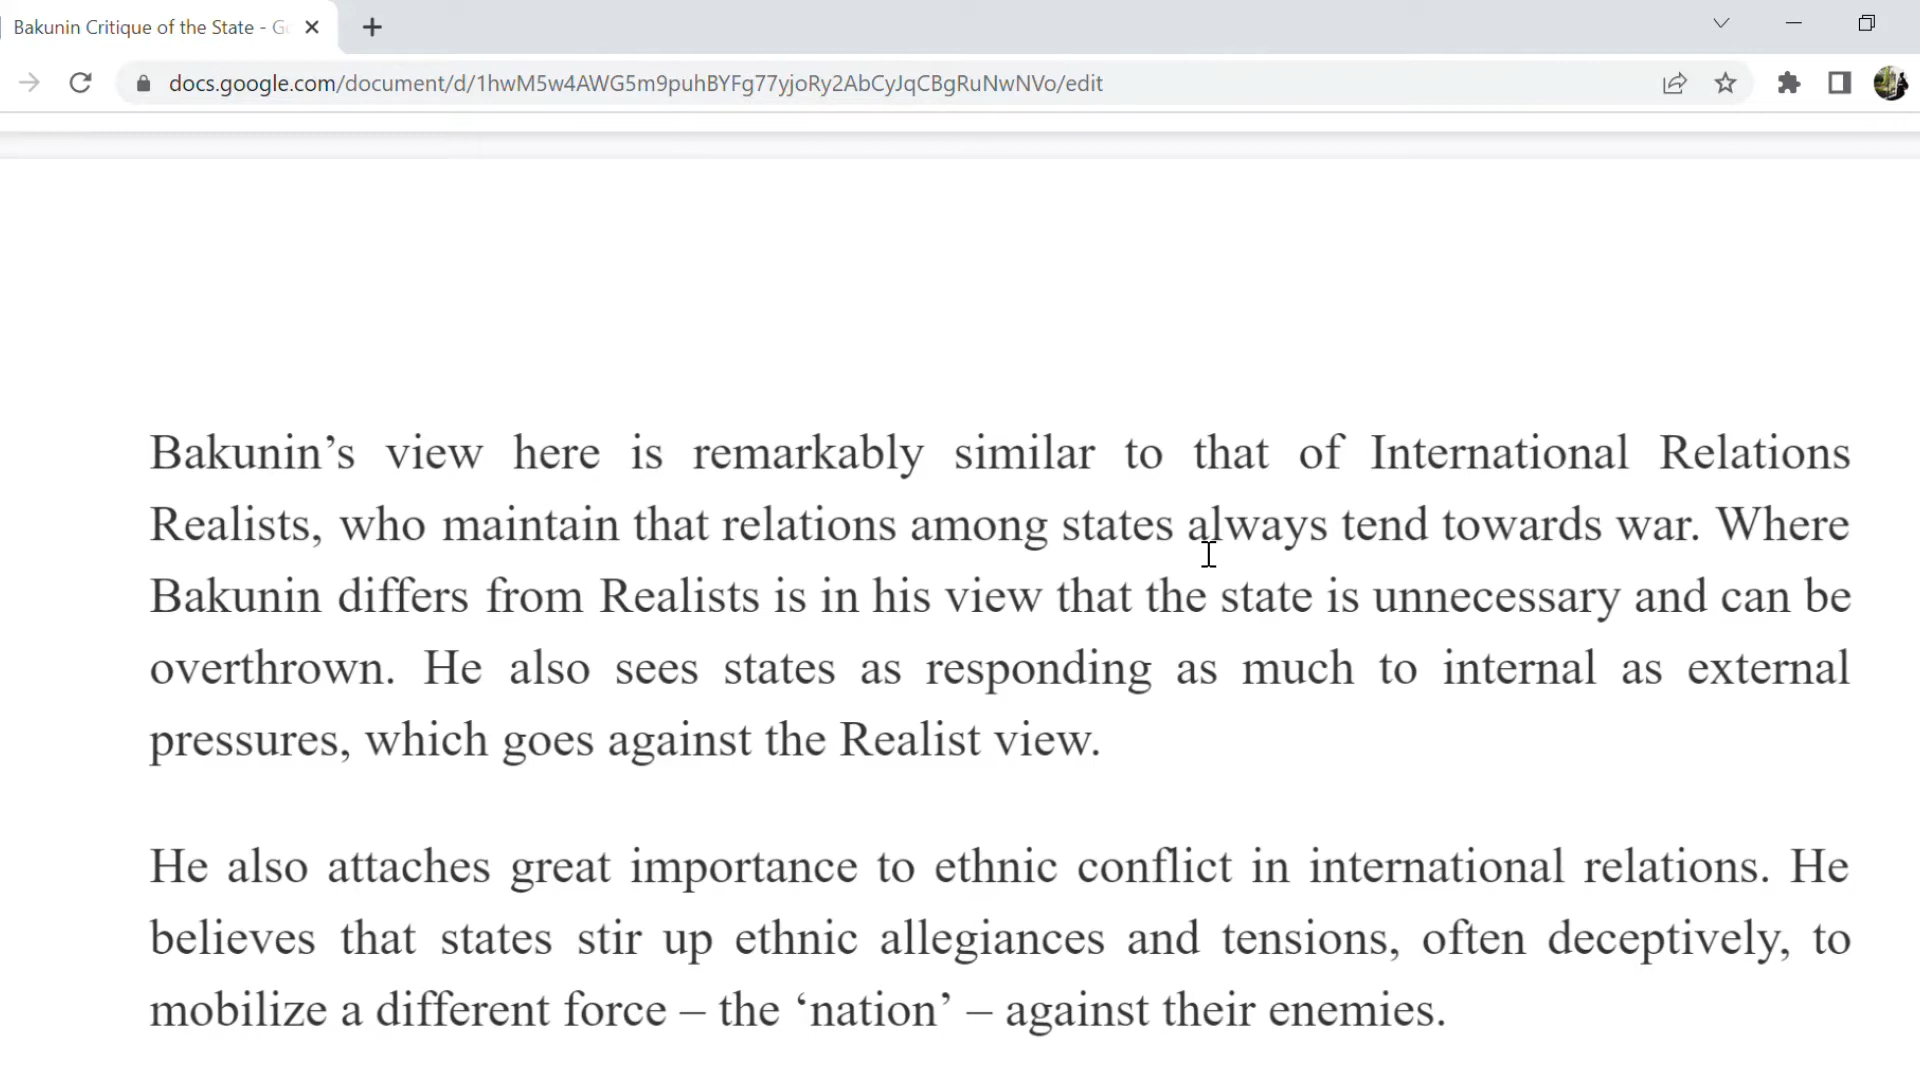 Bakunin Critique of the State - G
docs.google.com/document/d/1hwM5w4AWG5m9puhBYFg77yjoRy2AbCyJqCBgRuNwNVo/edit
Bakunin’s view here is remarkably similar to that of International Relations
Realists, who maintain that relations among states always tend towards war. Where
Bakunin differs from Realists is in his view that the state is unnecessary and can be
overthrown. He also sees states as responding as much to internal as external
pressures, which goes against the Realist view.
He also attaches great importance to ethnic conflict in international relations. He
believes that states stir up ethnic allegiances and tensions, often deceptively, to
mobilize a different force – the ‘nation’ – against their enemies.